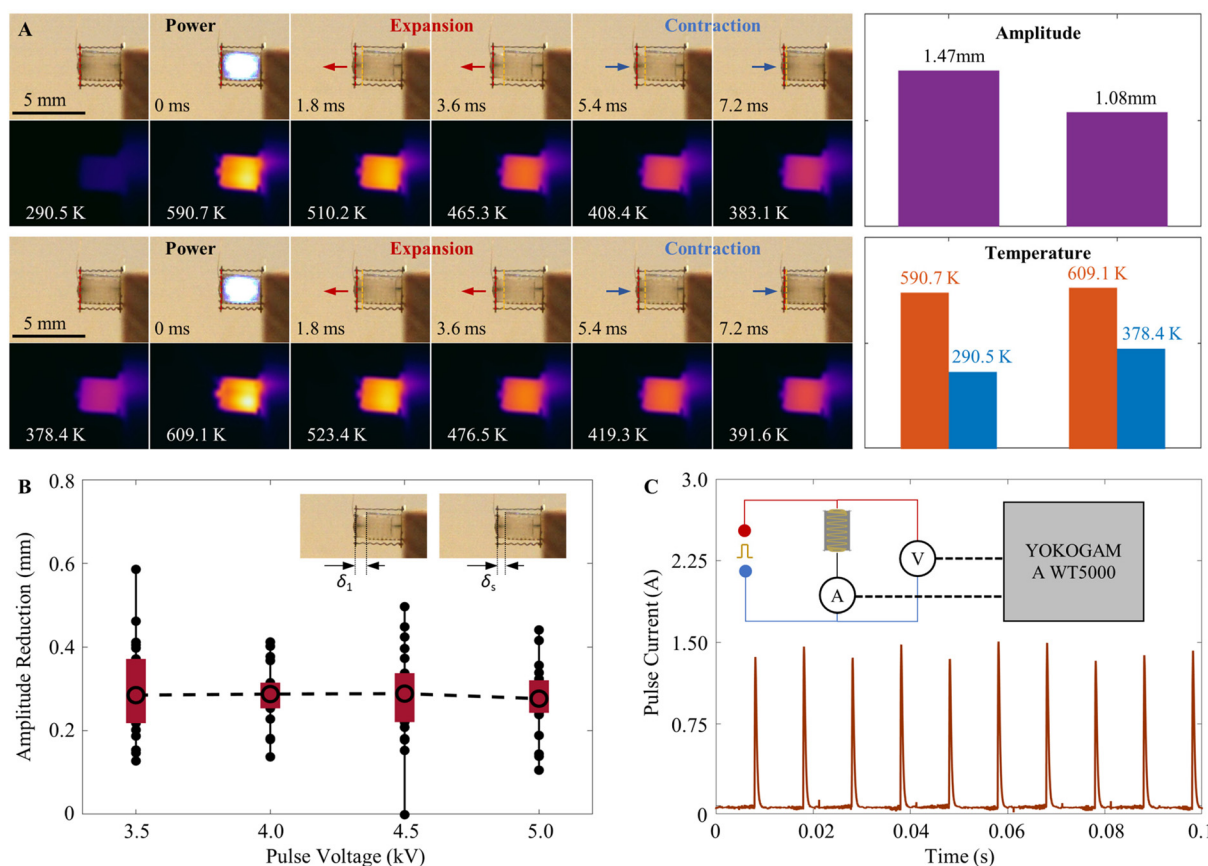 A
Power
Expansion
Contraction
5 mm
0 ms
1.8 ms
3.6 ms
5.4 ms
7.2 ms
290.5 K
590.7 K
510.2 K
465.3 K
408.4 K
383.1 K
Amplitude
1.47mm
1.08mm
Power
Expansion
Contraction
5 mm
0 ms
1.8 ms
3.6 ms
5.4 ms
7.2 ms
378.4 K
609.1 K
523.4 K
476.5 K
419.3 K
391.6 K
Temperature
590.7 K
290.5 K
609.1 K
378.4 K
B
Amplitude Reduction (mm)
0.8
0.6
0.4
0.2
0
δ1
δs
3.5
4.0
4.5
5.0
Pulse Voltage (kV)
C
Pulse Current (A)
3.0
2.25
1.50
0.75
0
V
A
YOKOGAM
A WT5000
0
0.02
0.04
0.06
0.08
0.1
Time (s)